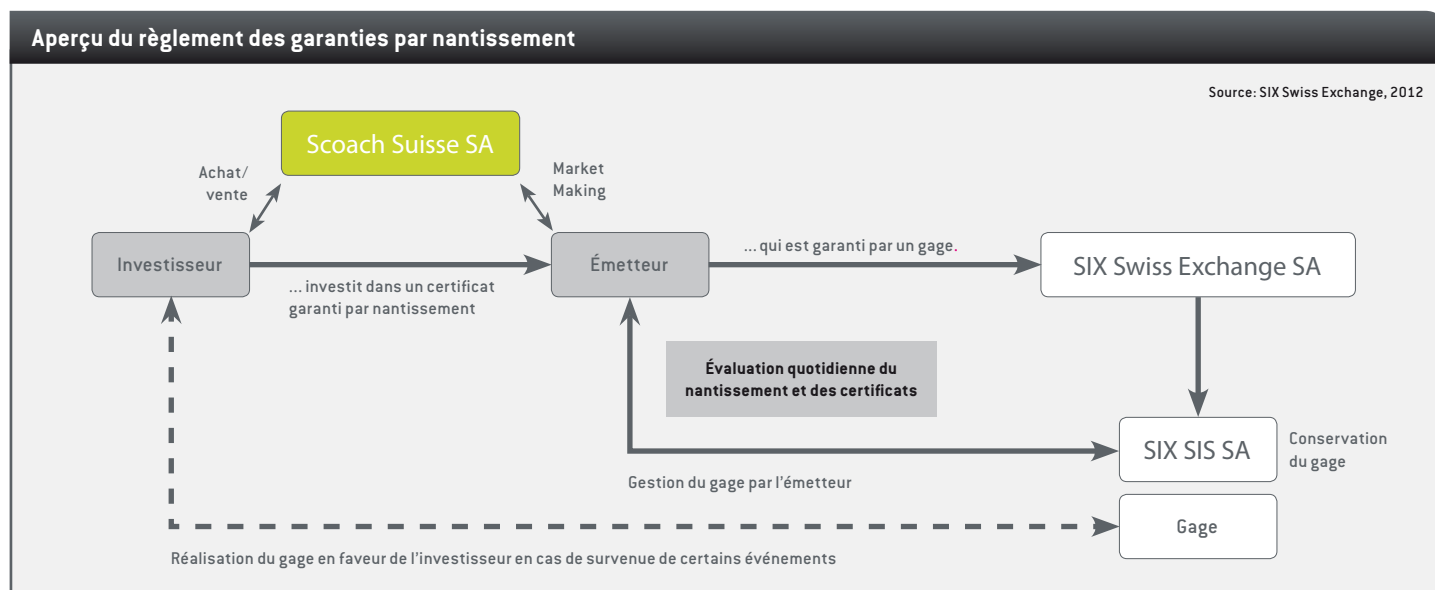 Aperçu du règlement des garanties par nantissement
Source: SIX Swiss Exchange, 2012
Scoach Suisse SA
Achat/
vente
Market
Making
Investisseur
... investit dans un certificat
garanti par nantissement
Émetteur
... qui est garanti par un gage.
SIX Swiss Exchange SA
Évaluation quotidienne du
nantissement et des certificats
SIX SIS SA
Conservation
du gage
Gestion du gage par l'émetteur
Gage
Réalisation du gage en faveur de l'investisseur en cas de survenue de certains événements